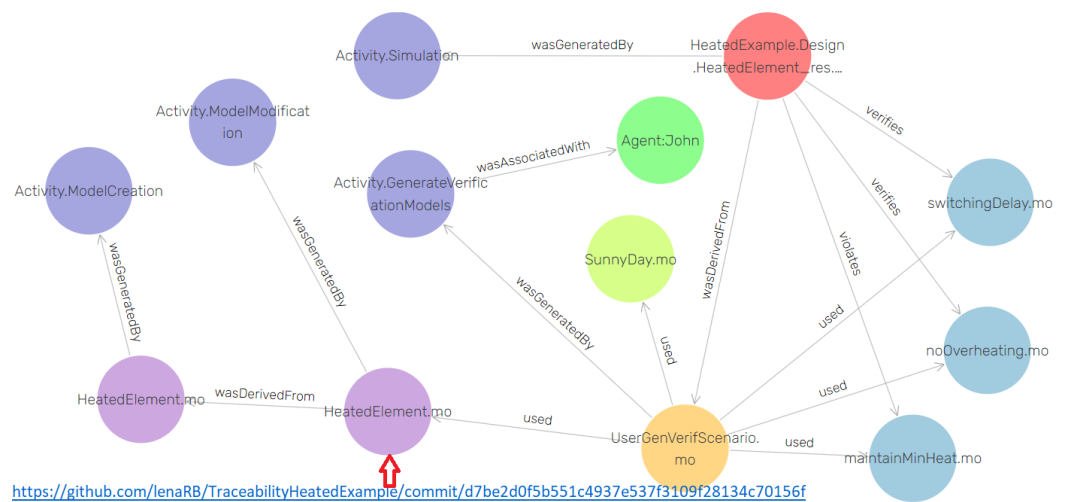 wasGeneratedBy
HeatedExample.Design
.HeatedElement_res....
Activity.Simulation
Activity.ModelModificat
ion
verifies
Agent:John
wasAssociatedWith
Activity.ModelCreation
Activity.GenerateVerific
ationModels
verifies
switchingDelay.mo
wasGeneratedBy
wasGeneratedBy
wasDerivedFrom
violates
SunnyDay.mo
wasGeneratedBy
used
used
noOverheating.mo
used
HeatedElement.mo
wasDerivedFrom
HeatedElement.mo
used
UserGenVerifScenario.
mo
used
maintainMinHeat.mo
https://github.com/lenaRB/TraceabilityHeatedExample/commit/d7be2d0f5b551c4937e537f3109f28134c70156f